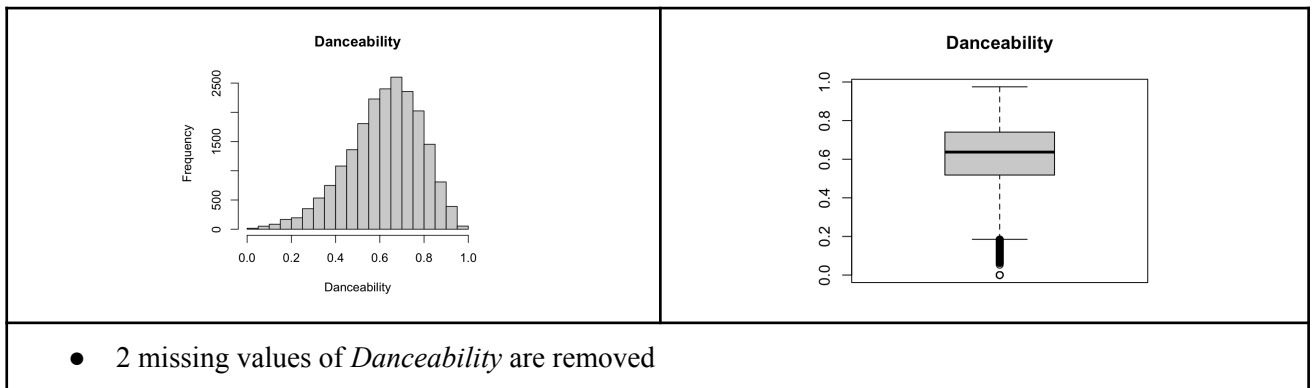 Danceability
2500
1500
500
0
Frequency
0.0 0.2 0.4 0.6 0.8 1.0
Danceability
Danceability
1.0
0.8
0.6
0.4
0.2
0.0
● 2 missing values of Danceability are removed